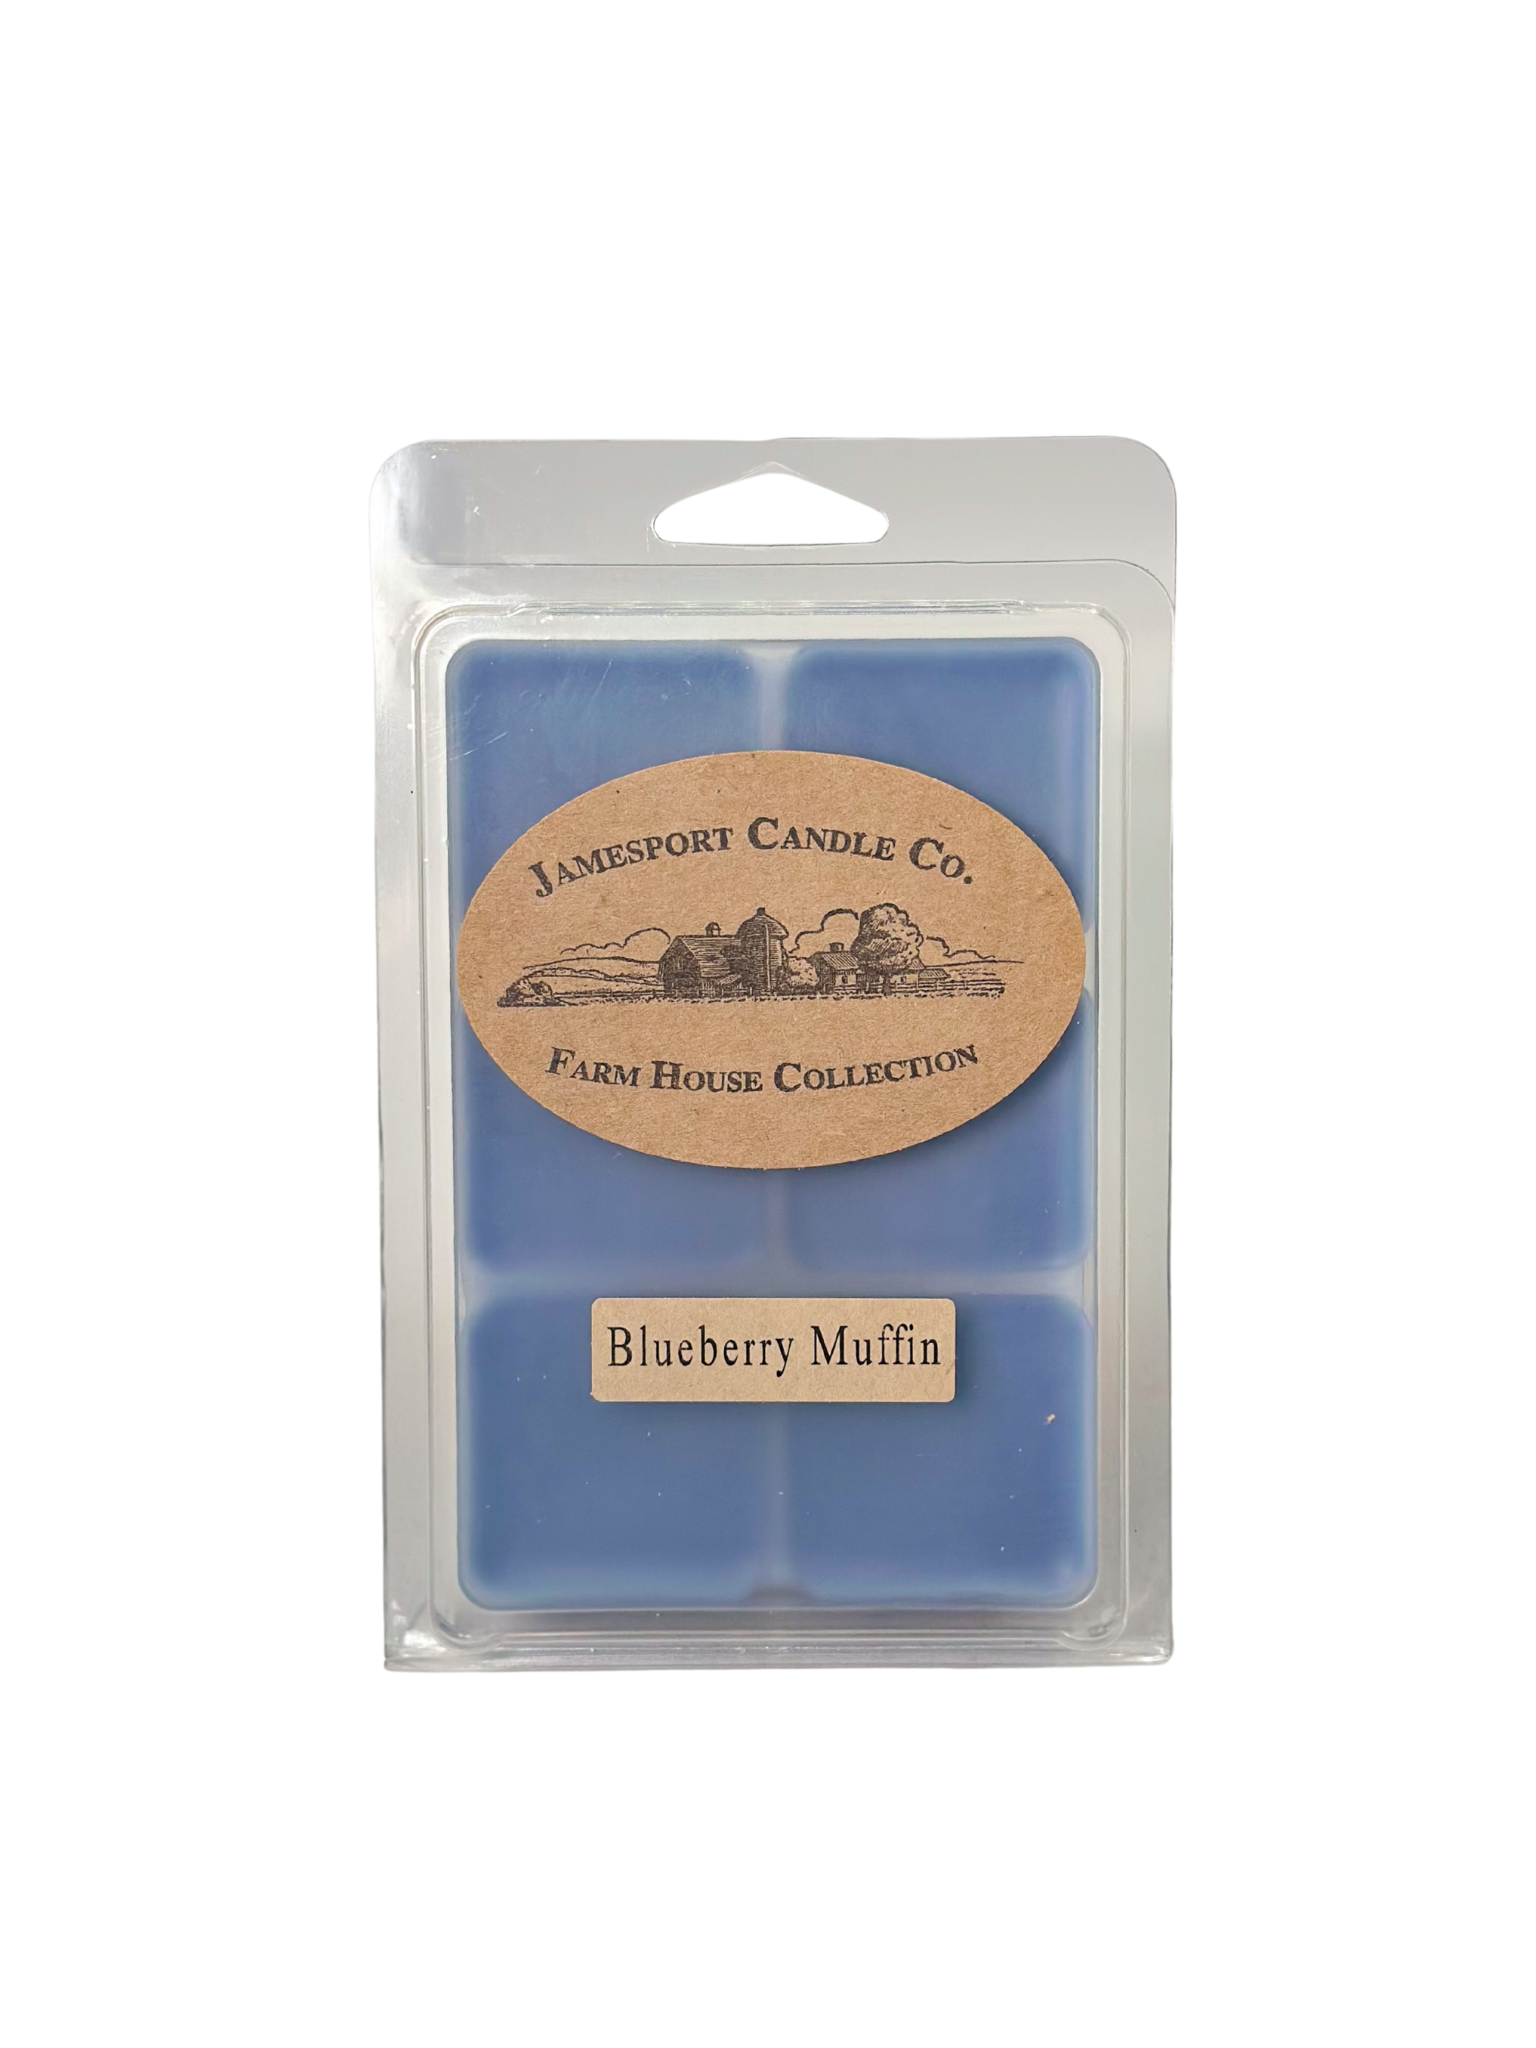 Jamesport Candle Co.
Farm House Collection
Blueberry Muffin